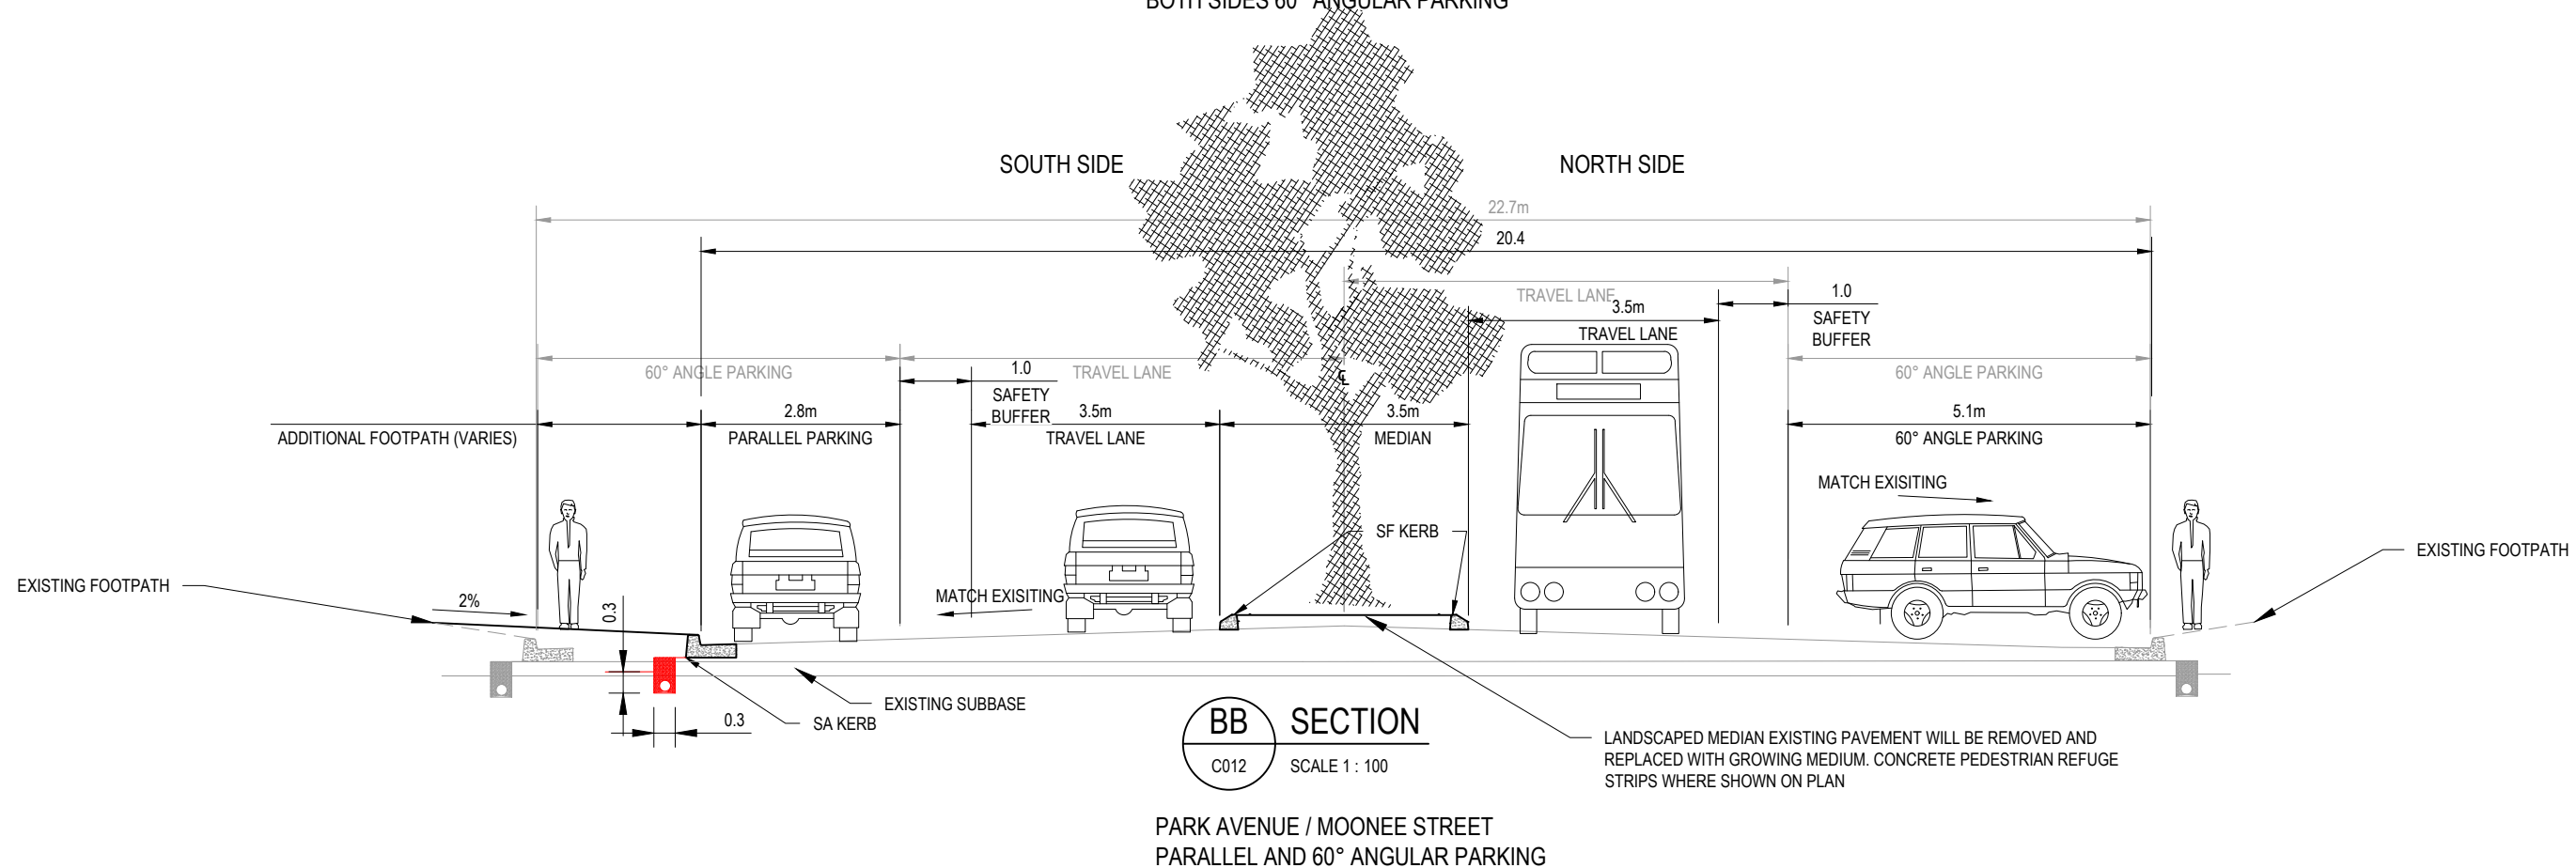 BOTH SIDES 60° ANGULAR PARKING
SOUTH SIDE
NORTH SIDE
22.7m
20.4
TRAVEL LANE
3.5m
TRAVEL LANE
1.0
SAFETY
BUFFER
60° ANGLE PARKING
TRAVEL LANE
1.0
SAFETY
BUFFER
℄
60° ANGLE PARKING
ADDITIONAL FOOTPATH (VARIES)
2.8m
PARALLEL PARKING
3.5m
TRAVEL LANE
3.5m
MEDIAN
5.1m
60° ANGLE PARKING
MATCH EXISITING
SF KERB
EXISTING FOOTPATH
EXISTING FOOTPATH
2%
0.3
MATCH EXISITING
EXISTING SUBBASE
SA KERB
0.3
BB SECTION
C012 SCALE 1 : 100
LANDSCAPED MEDIAN EXISTING PAVEMENT WILL BE REMOVED AND
REPLACED WITH GROWING MEDIUM. CONCRETE PEDESTRIAN REFUGE
STRIPS WHERE SHOWN ON PLAN
PARK AVENUE / MOONEE STREET
PARALLEL AND 60° ANGULAR PARKING